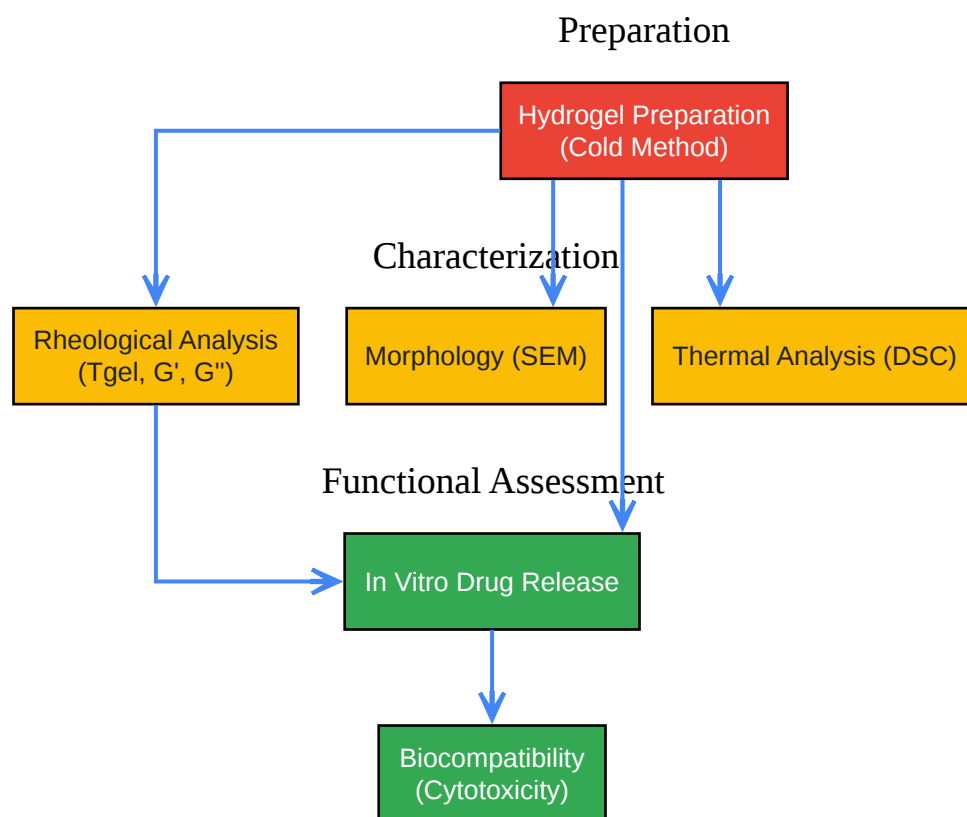 Preparation
Hydrogel Preparation
(Cold Method)
Characterization
Rheological Analysis
(Tgel, G', G")
Morphology (SEM)
Thermal Analysis (DSC)
Functional Assessment
In Vitro Drug Release
Biocompatibility
(Cytotoxicity)